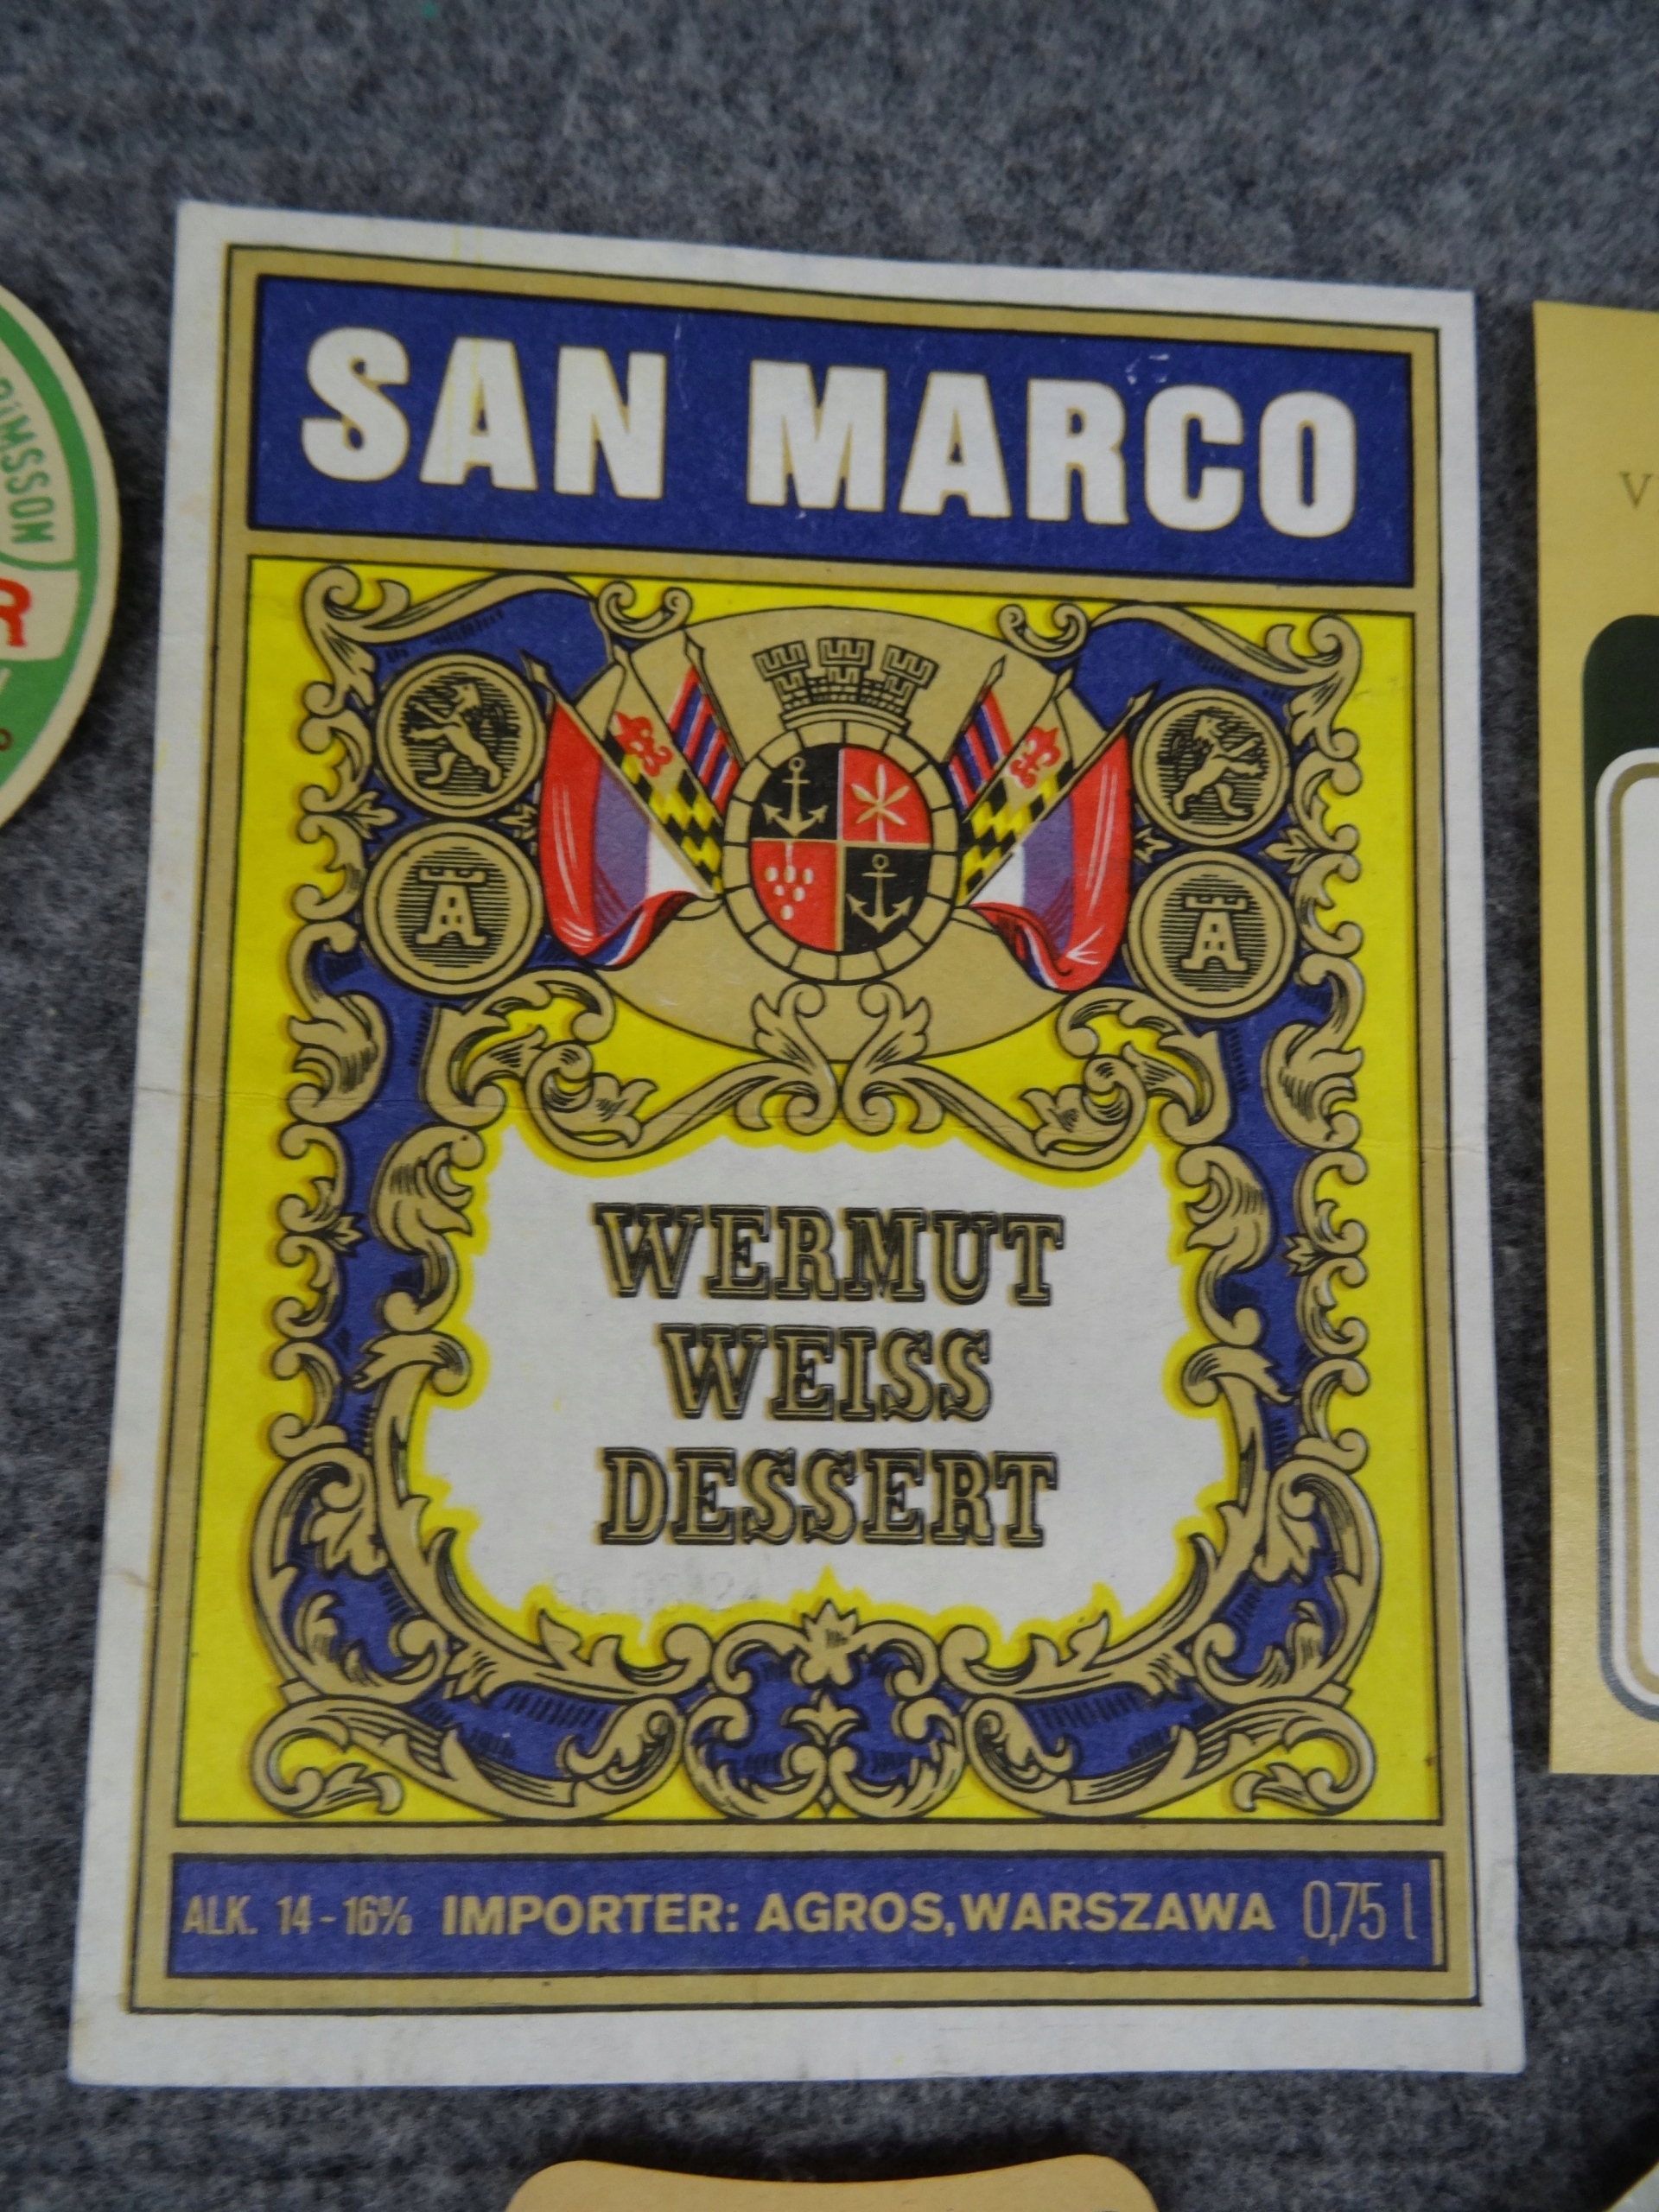 SAN MARCO
WERMUT
WEISS
DESSERT
ALK. 14-16% IMPORTER: AGROS, WARSZAWA 0,75 l
A
A
V